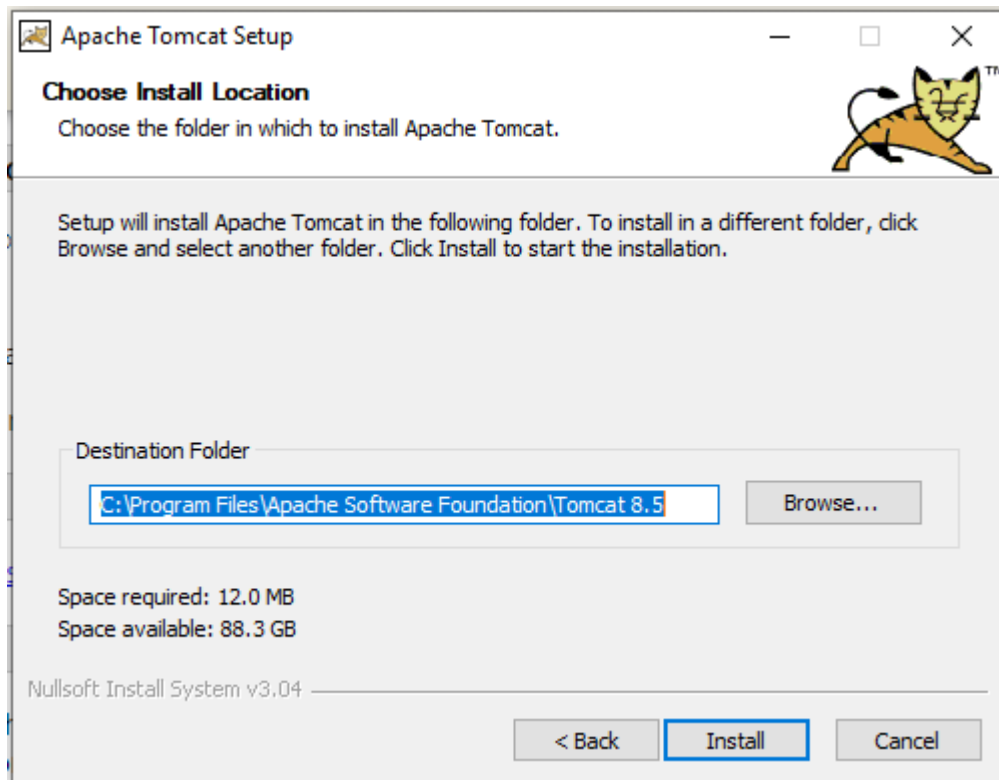 Apache Tomcat Setup
Choose Install Location
Choose the folder in which to install Apache Tomcat.
TM
Setup will install Apache Tomcat in the following folder. To install in a different folder, click
Browse and select another folder. Click Install to start the installation.
Destination Folder
C:\Program Files\Apache Software Foundation\Tomcat 8.5
Browse...
Space required: 12.0 MB
Space available: 88.3 GB
Nullsoft Install System v3.04
< Back
Install
Cancel